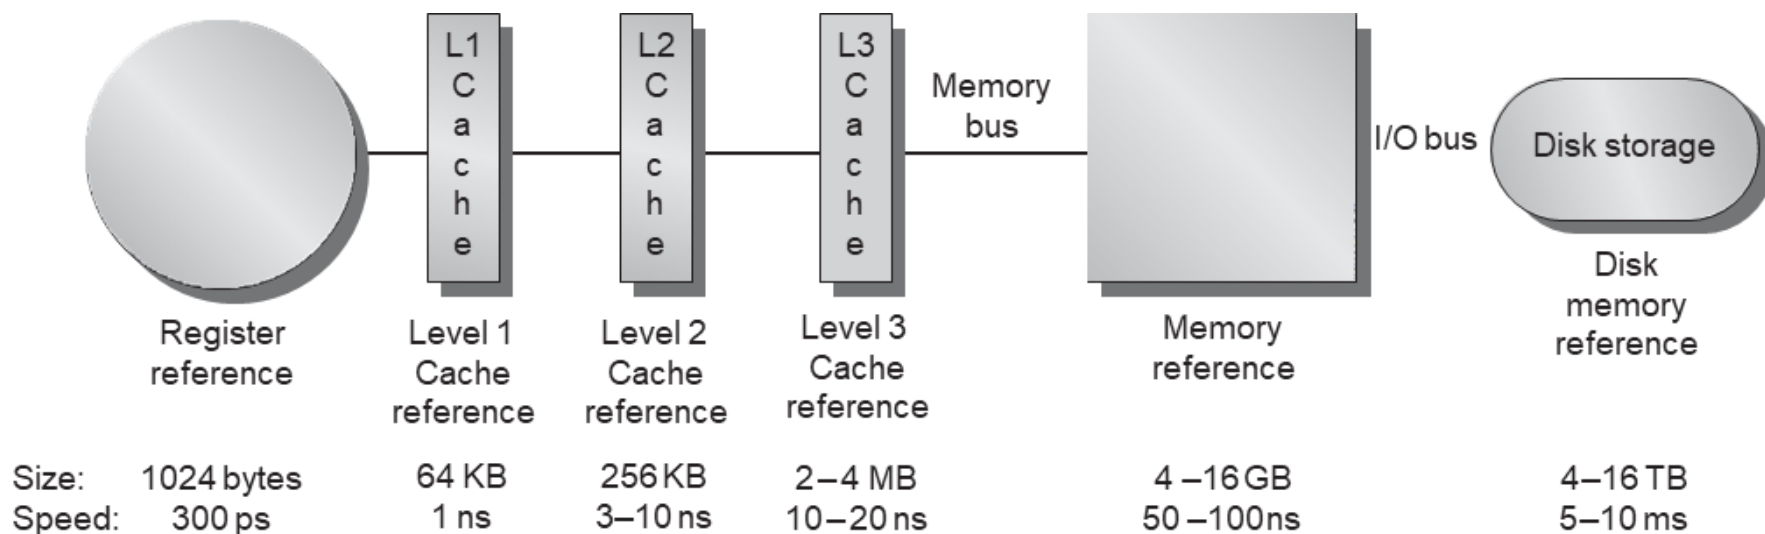 L1
C
a
c
h
e
L2
C
a
c
h
e
L3
C
a
c
h
e
Memory
bus
I/O bus
Disk storage
Register
reference
Level 1
Cache
reference
Level 2
Cache
reference
Level 3
Cache
reference
Memory
reference
Disk
memory
reference
Size: 1024 bytes 64 KB 256 KB 2–4 MB 4 –16 GB 4–16 TB
Speed: 300 ps 1 ns 3–10 ns 10–20 ns 50 –100ns 5–10 ms